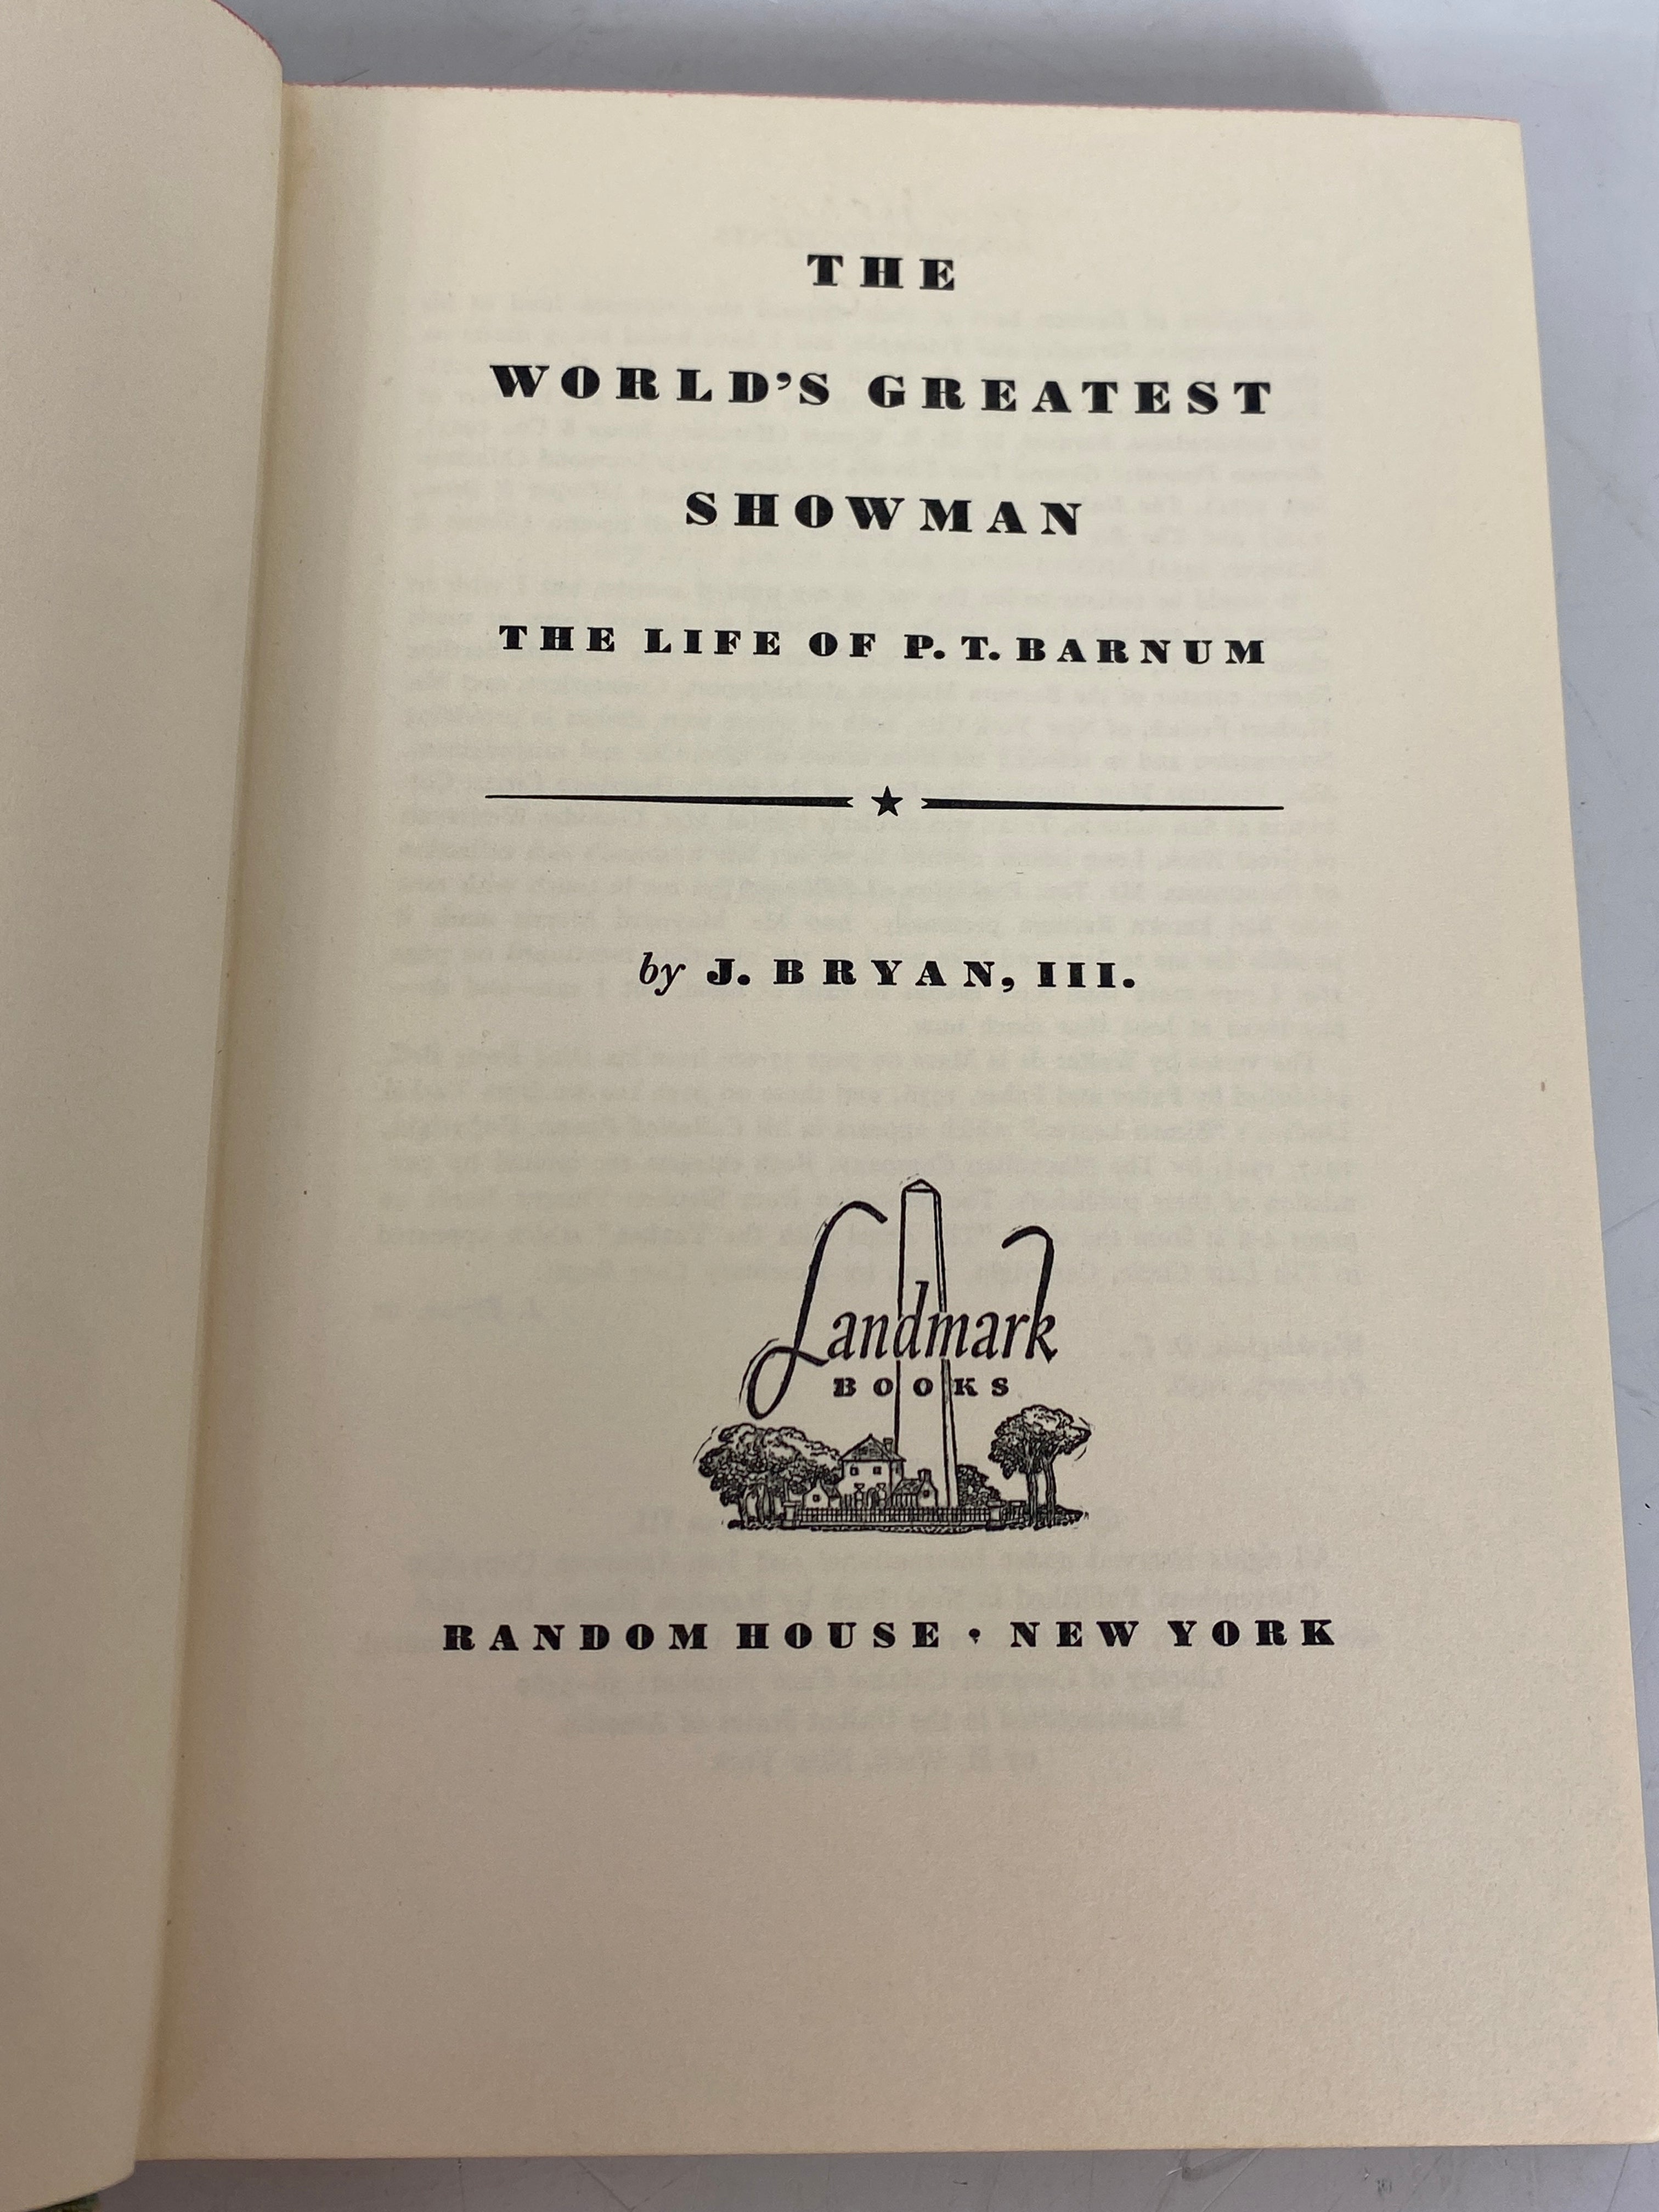 THE
WORLD'S GREATEST
SHOWMAN
THE LIFE OF P. T. BARNUM
by J. BRYAN, III.
Landmark
BOOKS
RANDOM HOUSE · NEW YORK